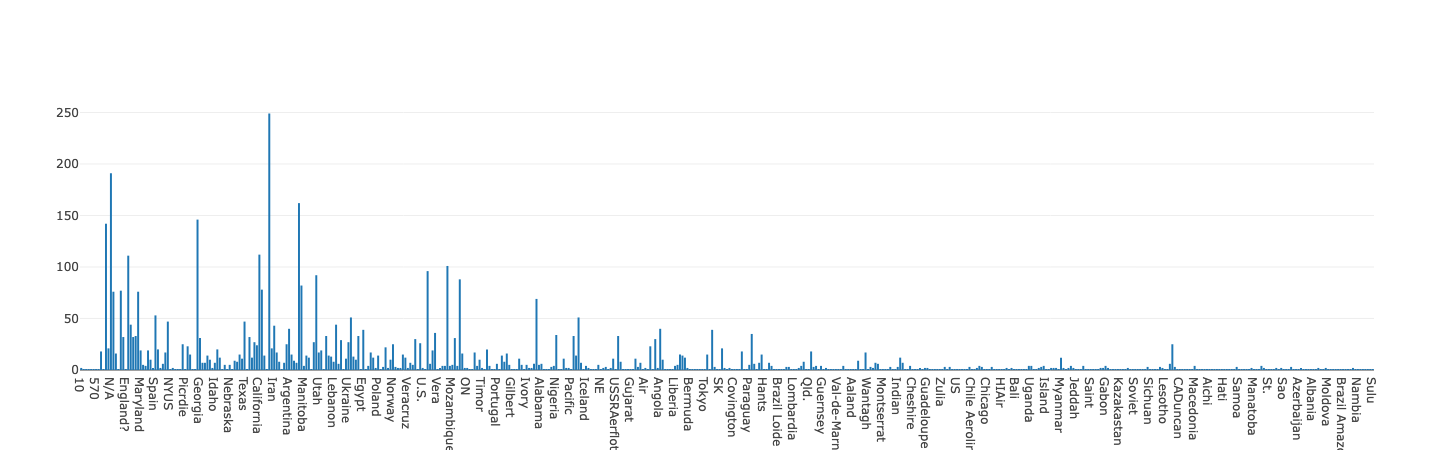 250
200
150
100
50
0
10
570
N/A
England?
Maryland
Spain
NYUS
Picrdie
Georgia
Idaho
Nebraska
Texas
California
Iran
Argentina
Manitoba
Utah
Lebanon
Ukraine
Egypt
Poland
Norway
Veracruz
U.S.
Vera
Mozambique
ON
Timor
Portugal
Gilbert
Ivory
Alabama
Nigeria
Pacific
Iceland
NE
USSRAerflot
Gujarat
Air
Angola
Liberia
Bermuda
Tokyo
SK
Covington
Paraguay
Hants
Brazil Loide
Lombardia
Qld.
Guernsey
Val-de-Marn
Aaland
Wantagh
Montserrat
Indian
Cheshire
Guadeloupe
Zulia
US
Chile Aerolin
Chicago
HIAir
Bali
Uganda
Island
Myanmar
Jeddah
Saint
Gabon
Kazakastan
Soviet
Sichuan
Lesotho
CADuncan
Macedonia
Aichi
Hati
Samoa
Manatoba
St.
Sao
Azerbaijan
Albania
Moldova
Brazil Amazo
Nambia
Sulu